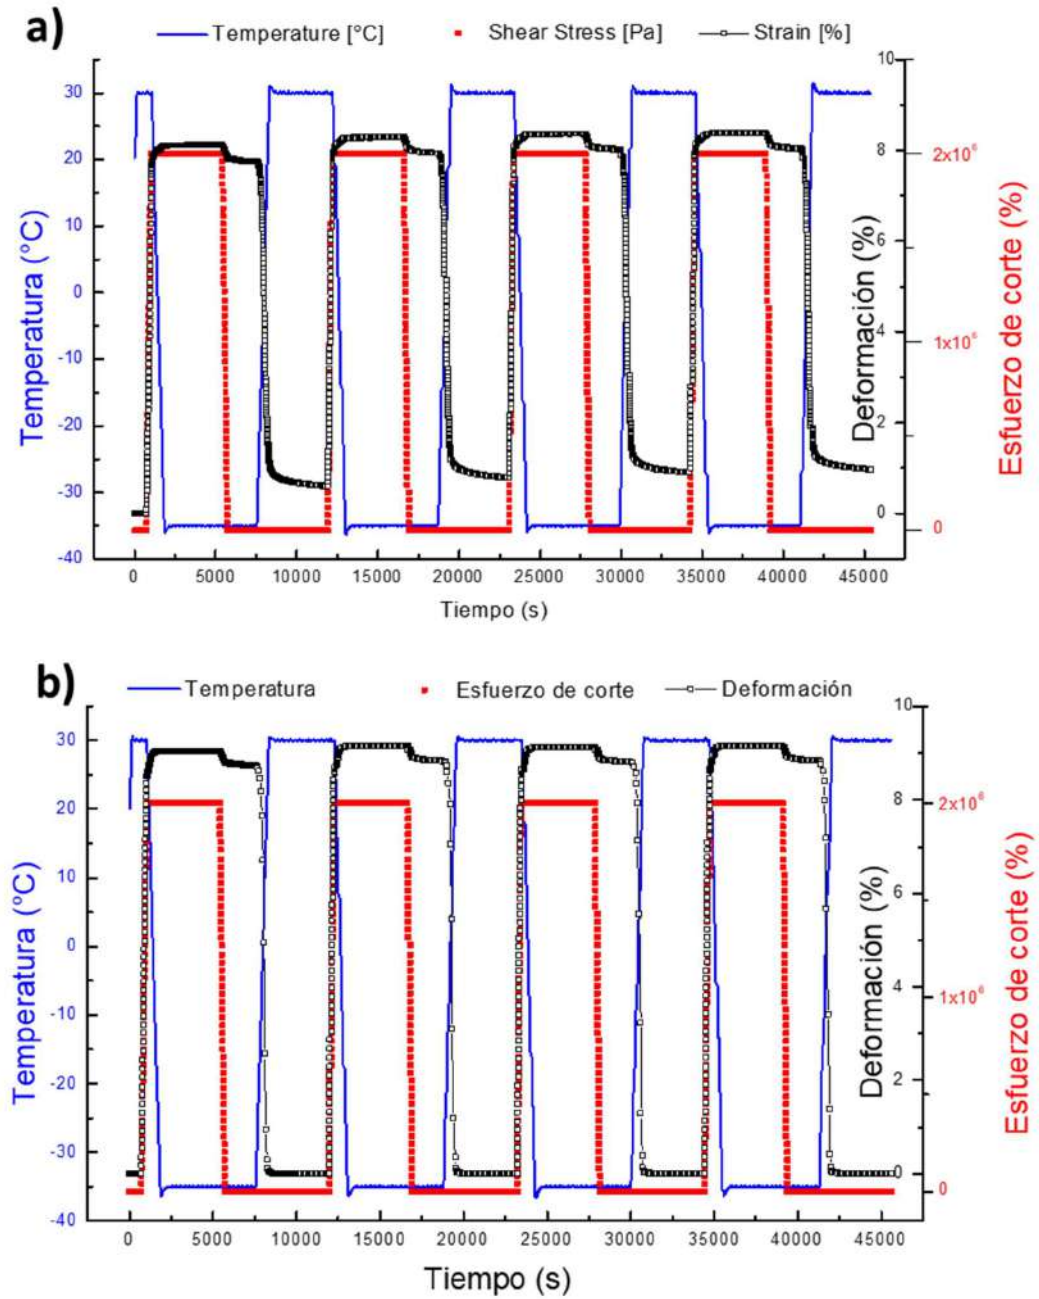 a)
Temperature [°C] Shear Stress [Pa] Strain [%]
30
20
10
0
-10
-20
-30
-40
Temperatura (°C)
0 5000 10000 15000 20000 25000 30000 35000 40000 45000
Tiempo (s)
10
8
6
4
2
0
Deformación (%)
2x10⁶
1x10⁶
0
Esfuerzo de corte (%)
b)
Temperatura Esfuerzo de corte Deformación
30
20
10
0
-10
-20
-30
-40
Temperatura (°C)
0 5000 10000 15000 20000 25000 30000 35000 40000 45000
Tiempo (s)
10
8
6
4
2
0
Deformación (%)
2x10⁶
1x10⁶
0
Esfuerzo de corte (%)